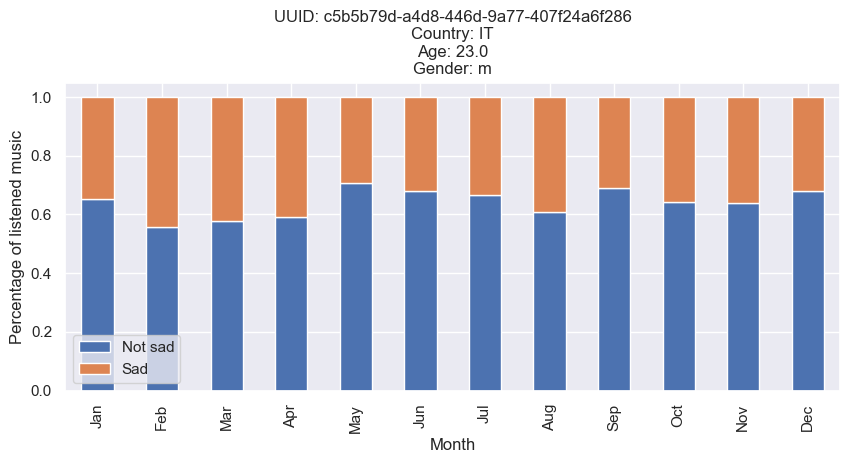 UUID: c5b5b79d-a4d8-446d-9a77-407f24a6f286
Country: IT
Age: 23.0
Gender: m
Percentage of listened music
1.0
0.8
0.6
0.4
0.2
0.0
Not sad
Sad
Jan Feb Mar Apr May Jun Jul Aug Sep Oct Nov Dec
Month